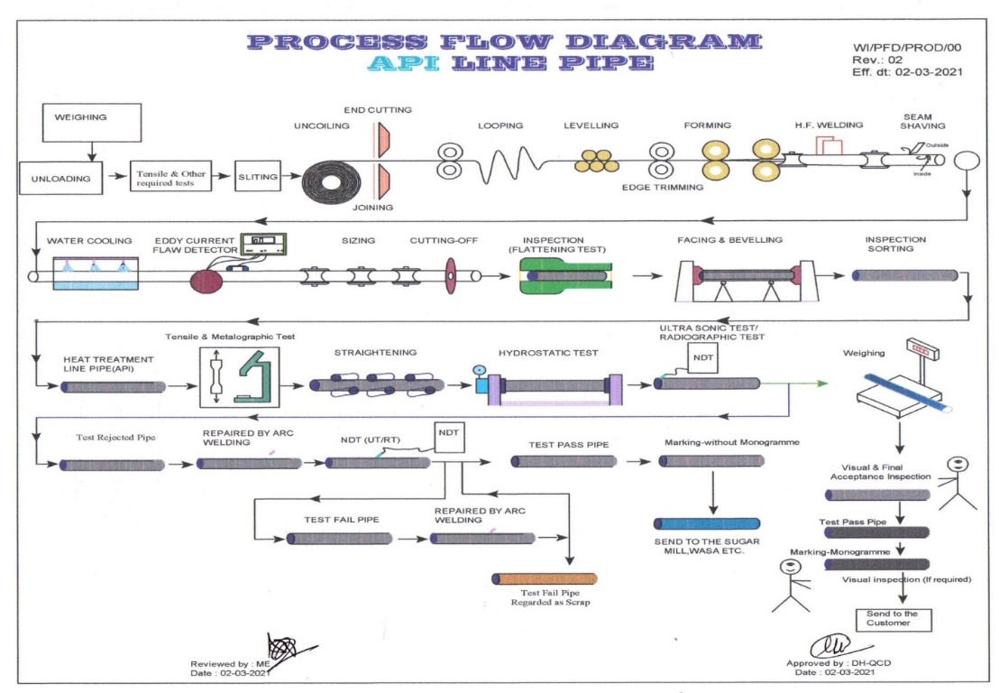 PROCESS FLOW DIAGRAM
API LINE PIPE
WI/PFD/PROD/00
Rev.: 02
Eff. dt: 02-03-2021
WEIGHING
UNLOADING
Tensile & Other
required tests
SLITING
UNCOILING
END CUTTING
JOINING
LOOPING
LEVELLING
EDGE TRIMMING
FORMING
H.F. WELDING
SEAM
SHAVING
Outside
Inside
WATER COOLING
EDDY CURRENT
FLAW DETECTOR
SIZING
CUTTING-OFF
INSPECTION
(FLATTENING TEST)
FACING & BEVELLING
INSPECTION
SORTING
HEAT TREATMENT
LINE PIPE(API)
Tensile & Metalographic Test
STRAIGHTENING
HYDROSTATIC TEST
ULTRA SONIC TEST/
RADIOGRAPHIC TEST
NDT
Weighing
Test Rejected Pipe
REPAIRED BY ARC
WELDING
NDT (UT/RT)
NDT
TEST PASS PIPE
Marking-without Monogramme
SEND TO THE SUGAR
MILL,WASA ETC.
TEST FAIL PIPE
REPAIRED BY ARC
WELDING
Test Fail Pipe
Regarded as Scrap
Visual & Final
Acceptance Inspection
Test Pass Pipe
Marking-Monogramme
Visual inspection (If required)
Send to the
Customer
Reviewed by : ME
Date : 02-03-2021
Approved by : DH-QCD
Date : 02-03-2021